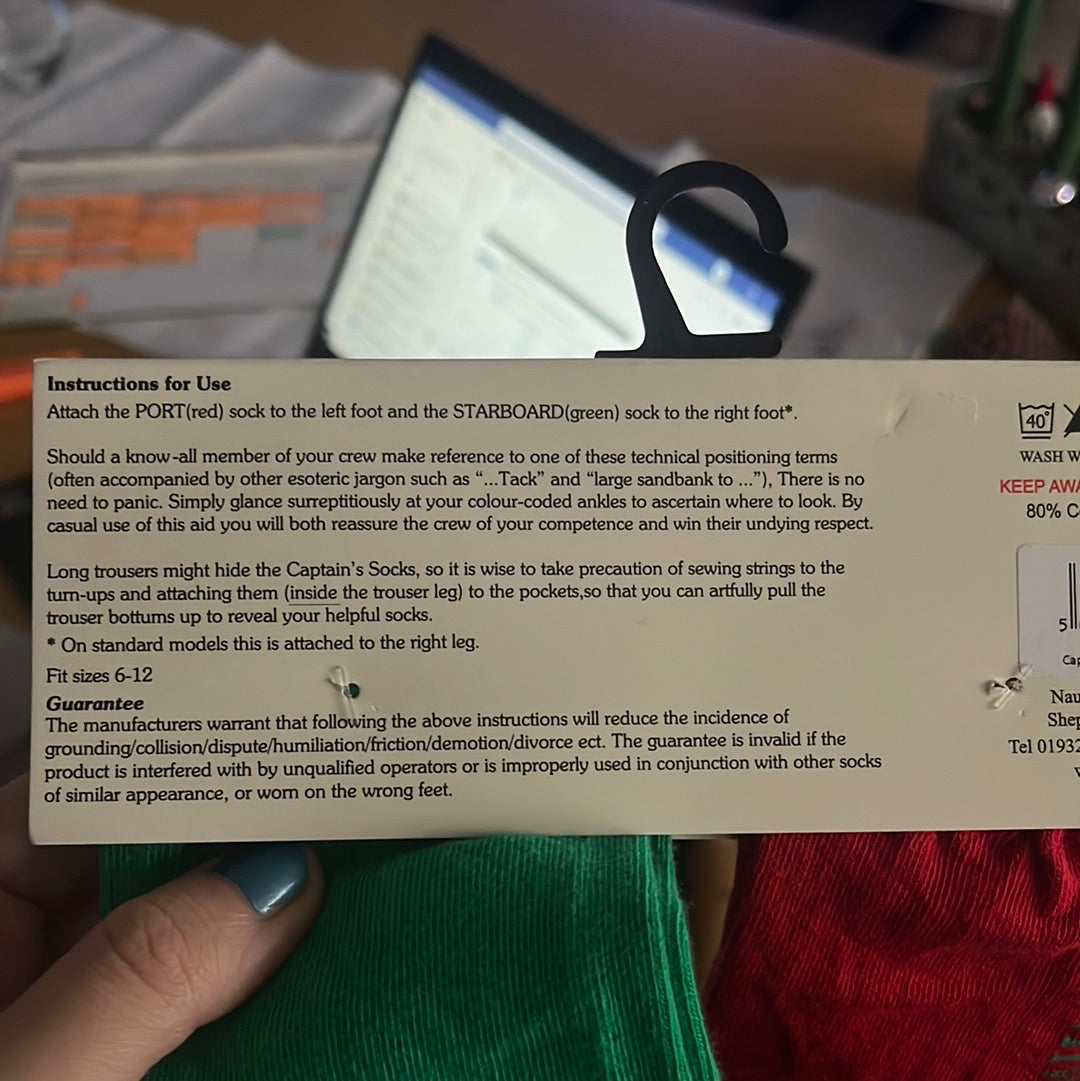 Instructions for Use
Attach the PORT(red) sock to the left foot and the STARBOARD(green) sock to the right foot*.
Should a know-all member of your crew make reference to one of these technical positioning terms
(often accompanied by other esoteric jargon such as “...Tack” and “large sandbank to ...”), There is no
need to panic. Simply glance surreptitiously at your colour-coded ankles to ascertain where to look. By
casual use of this aid you will both reassure the crew of your competence and win their undying respect.
Long trousers might hide the Captain’s Socks, so it is wise to take precaution of sewing strings to the
turn-ups and attaching them (inside the trouser leg) to the pockets,so that you can artfully pull the
trouser bottums up to reveal your helpful socks.
* On standard models this is attached to the right leg.
Fit sizes 6-12
Guarantee
The manufacturers warrant that following the above instructions will reduce the incidence of
grounding/collision/dispute/humiliation/friction/demotion/divorce ect. The guarantee is invalid if the
product is interfered with by unqualified operators or is improperly used in conjunction with other socks
of similar appearance, or worn on the wrong feet.
40°
WASH W
KEEP AWA
80% C
5
Cap
Nau
Shep
Tel 01932